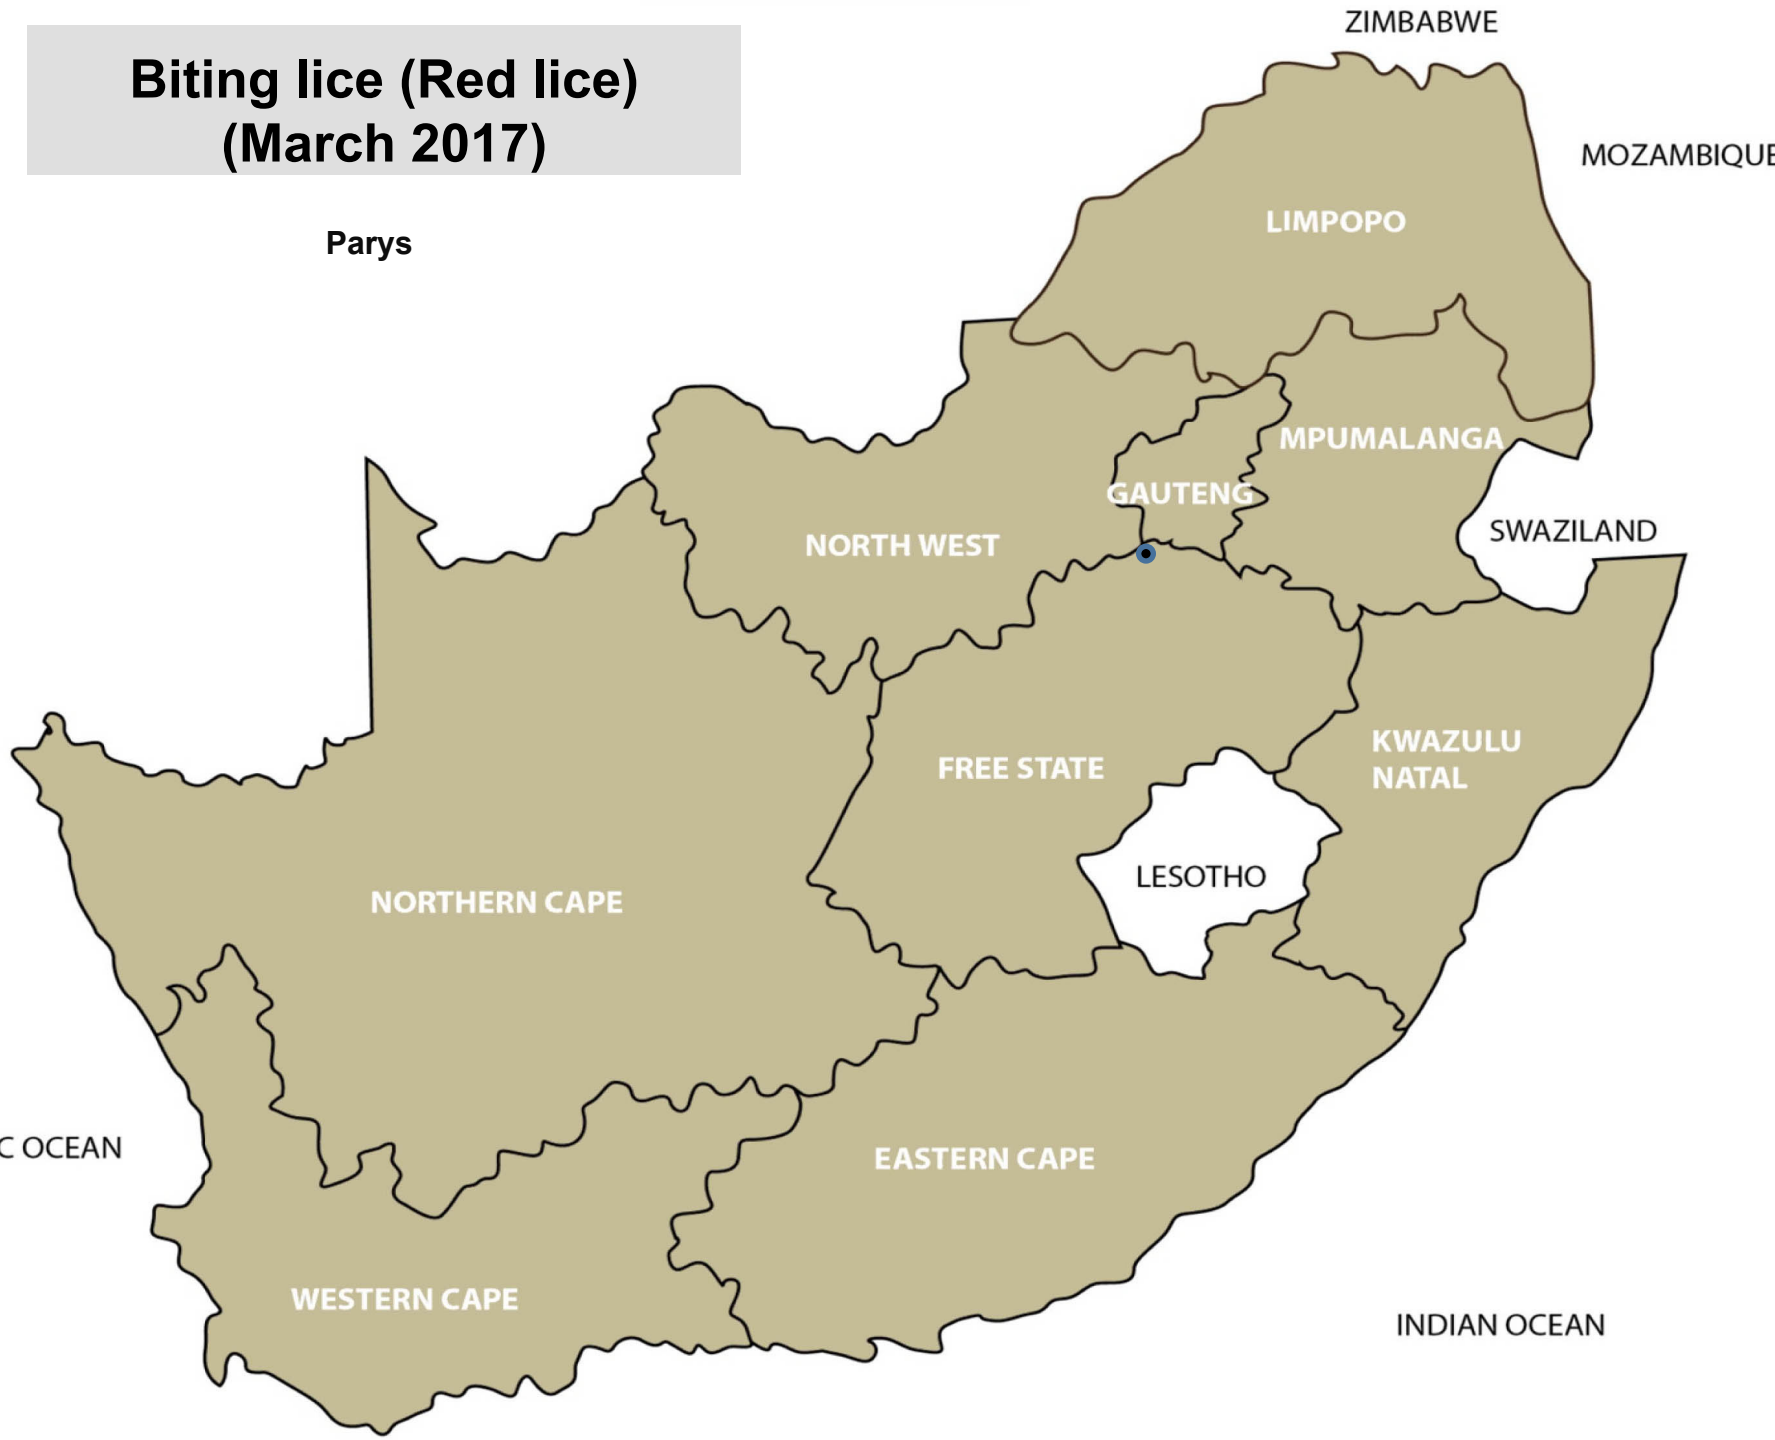 Biting lice (Red lice)
(March 2017)
Parys
ZIMBABWE
MOZAMBIQUE
LIMPOPO
MPUMALANGA
GAUTENG
SWAZILAND
NORTH WEST
KWAZULU
NATAL
FREE STATE
LESOTHO
NORTHERN CAPE
C OCEAN
EASTERN CAPE
WESTERN CAPE
INDIAN OCEAN